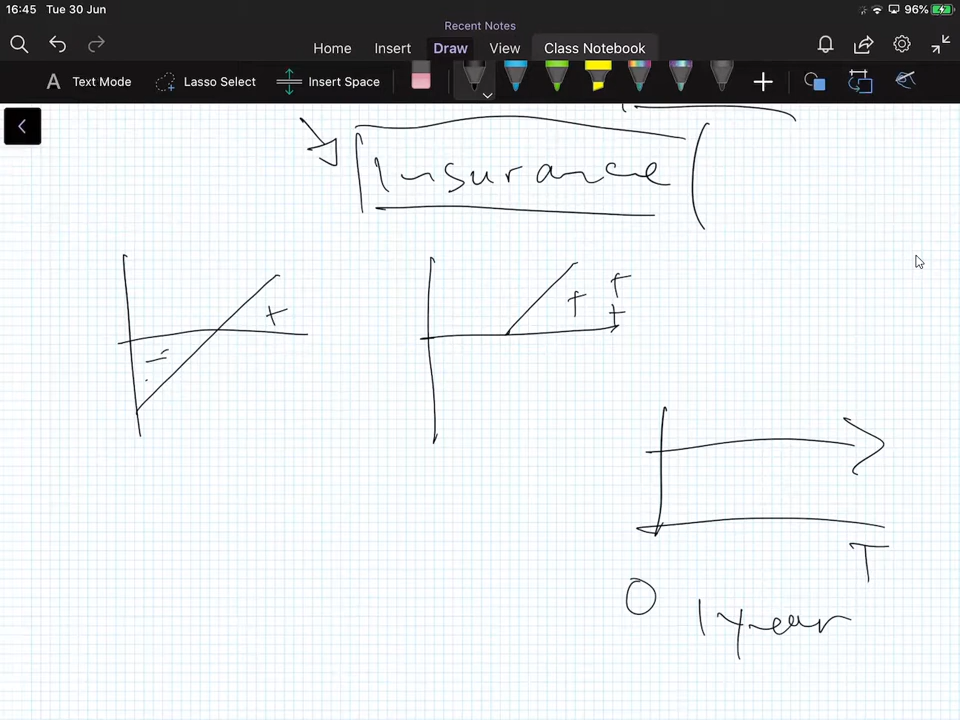 16:45 Tue 30 Jun
96%
Recent Notes
Home Insert Draw View Class Notebook
Text Mode Lasso Select Insert Space
Insurance (
+ + +
= +
T
0 1 year